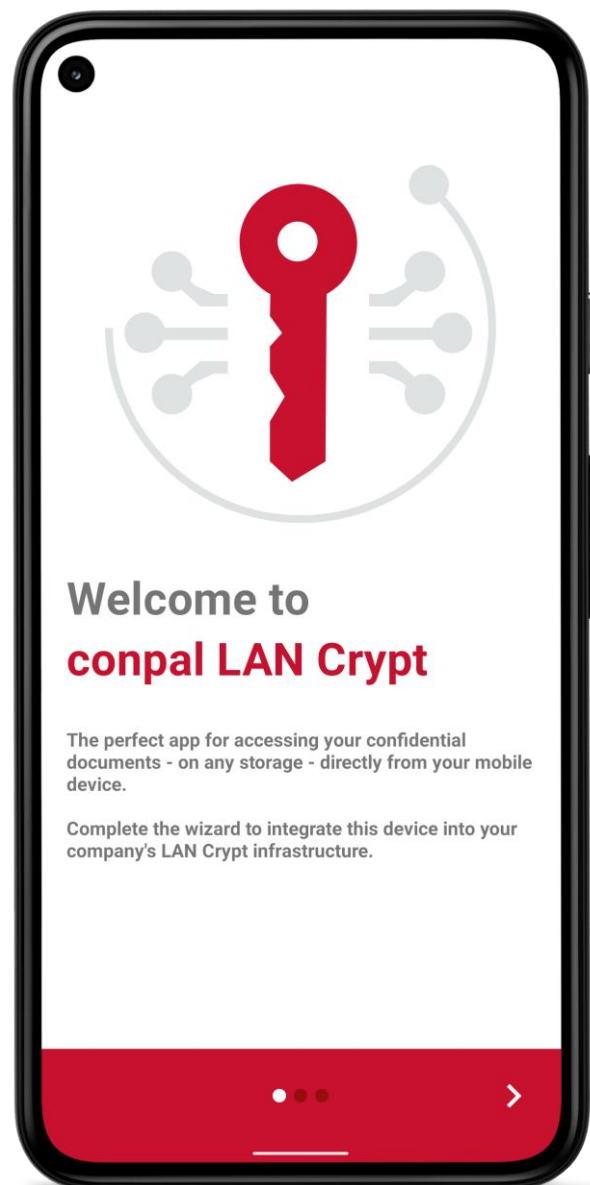 Welcome to
conpal LAN Crypt
The perfect app for accessing your confidential
documents - on any storage - directly from your mobile
device.
Complete the wizard to integrate this device into your
company's LAN Crypt infrastructure.